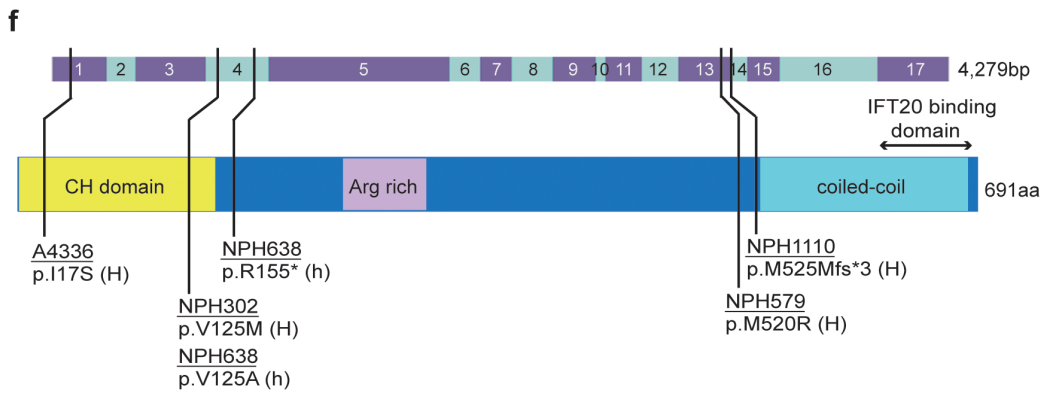 f
1 2 3 4 5 6 7 8 9 10 11 12 13 14 15 16 17 4,279bp
IFT20 binding
domain
CH domain Arg rich coiled-coil 691aa
A4336
p.I17S (H)
NPH638
p.R155* (h)
NPH1110
p.M525Mfs*3 (H)
NPH302
p.V125M (H)
NPH579
p.M520R (H)
NPH638
p.V125A (h)